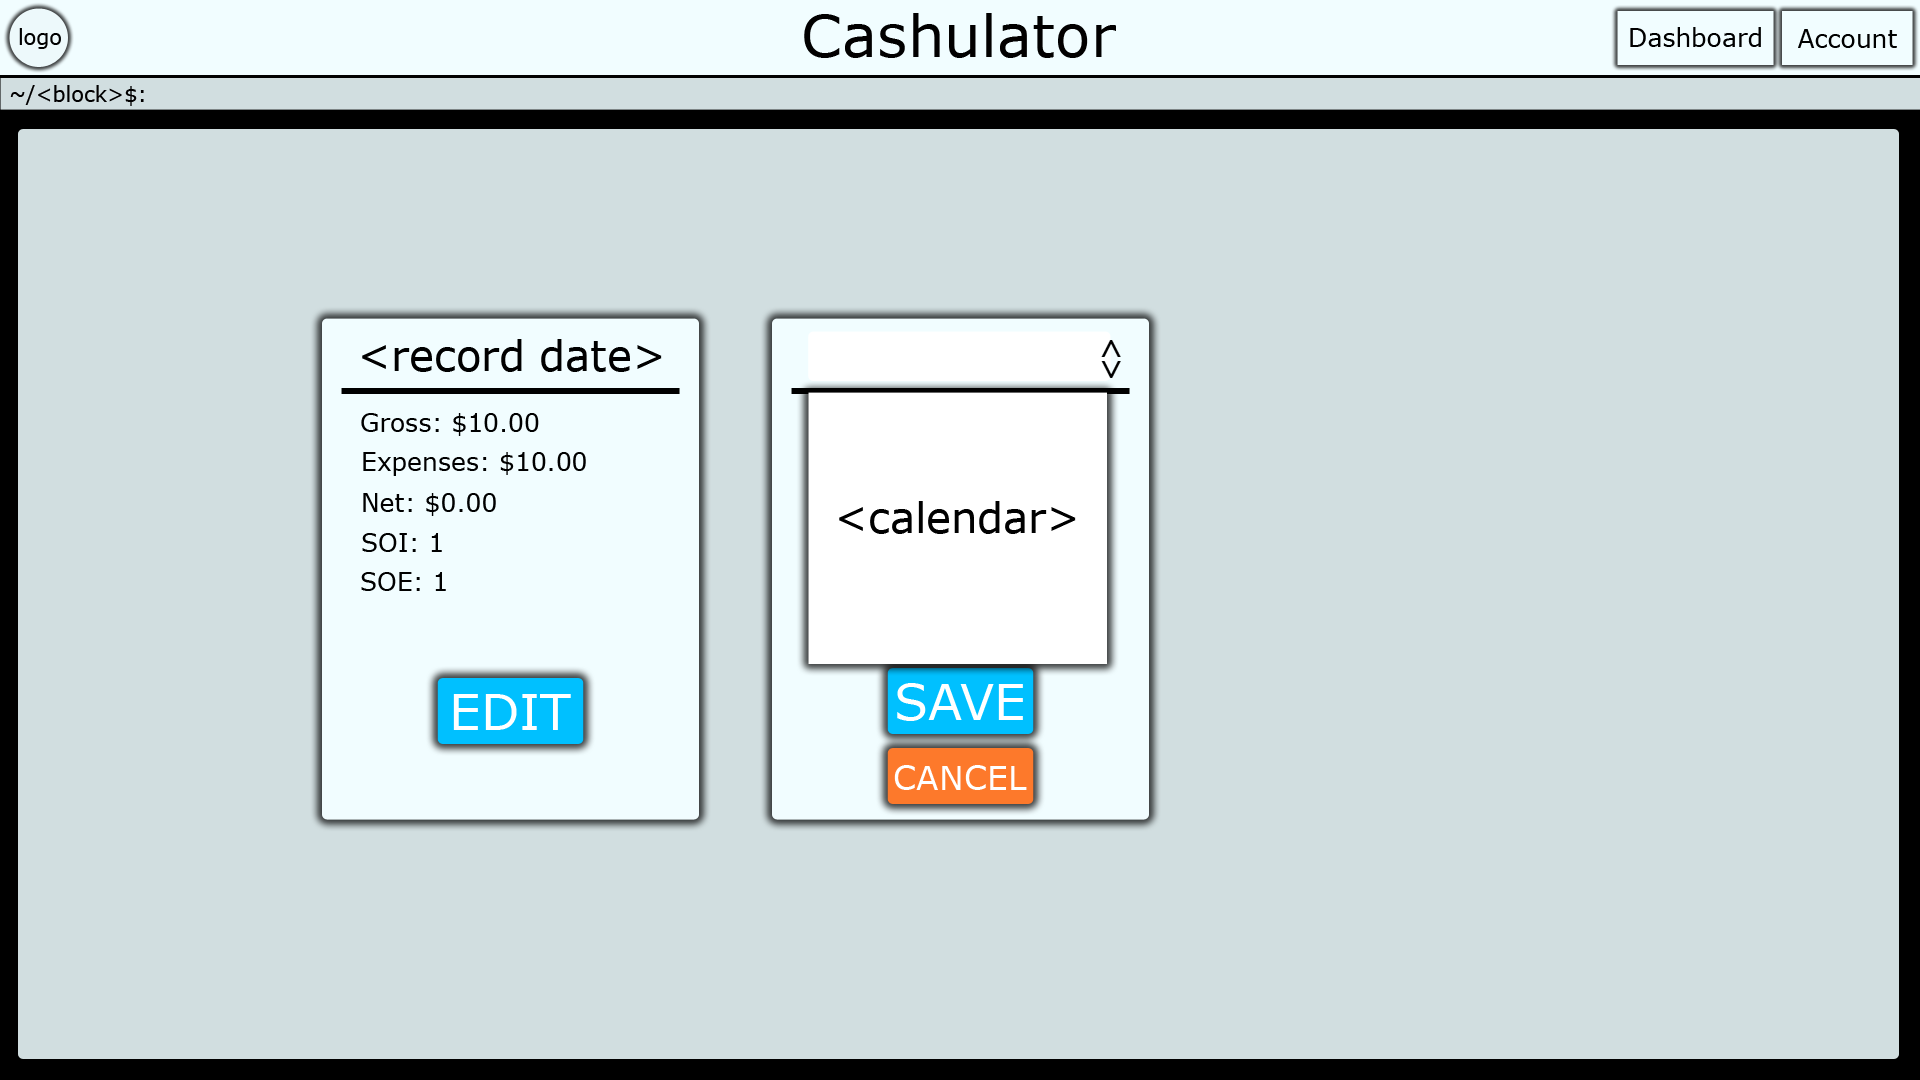 logo
Cashulator
Dashboard
Account
~/<block>$:
<record date>
Gross: $10.00
Expenses: $10.00
Net: $0.00
SOI: 1
SOE: 1
EDIT
<calendar>
SAVE
CANCEL